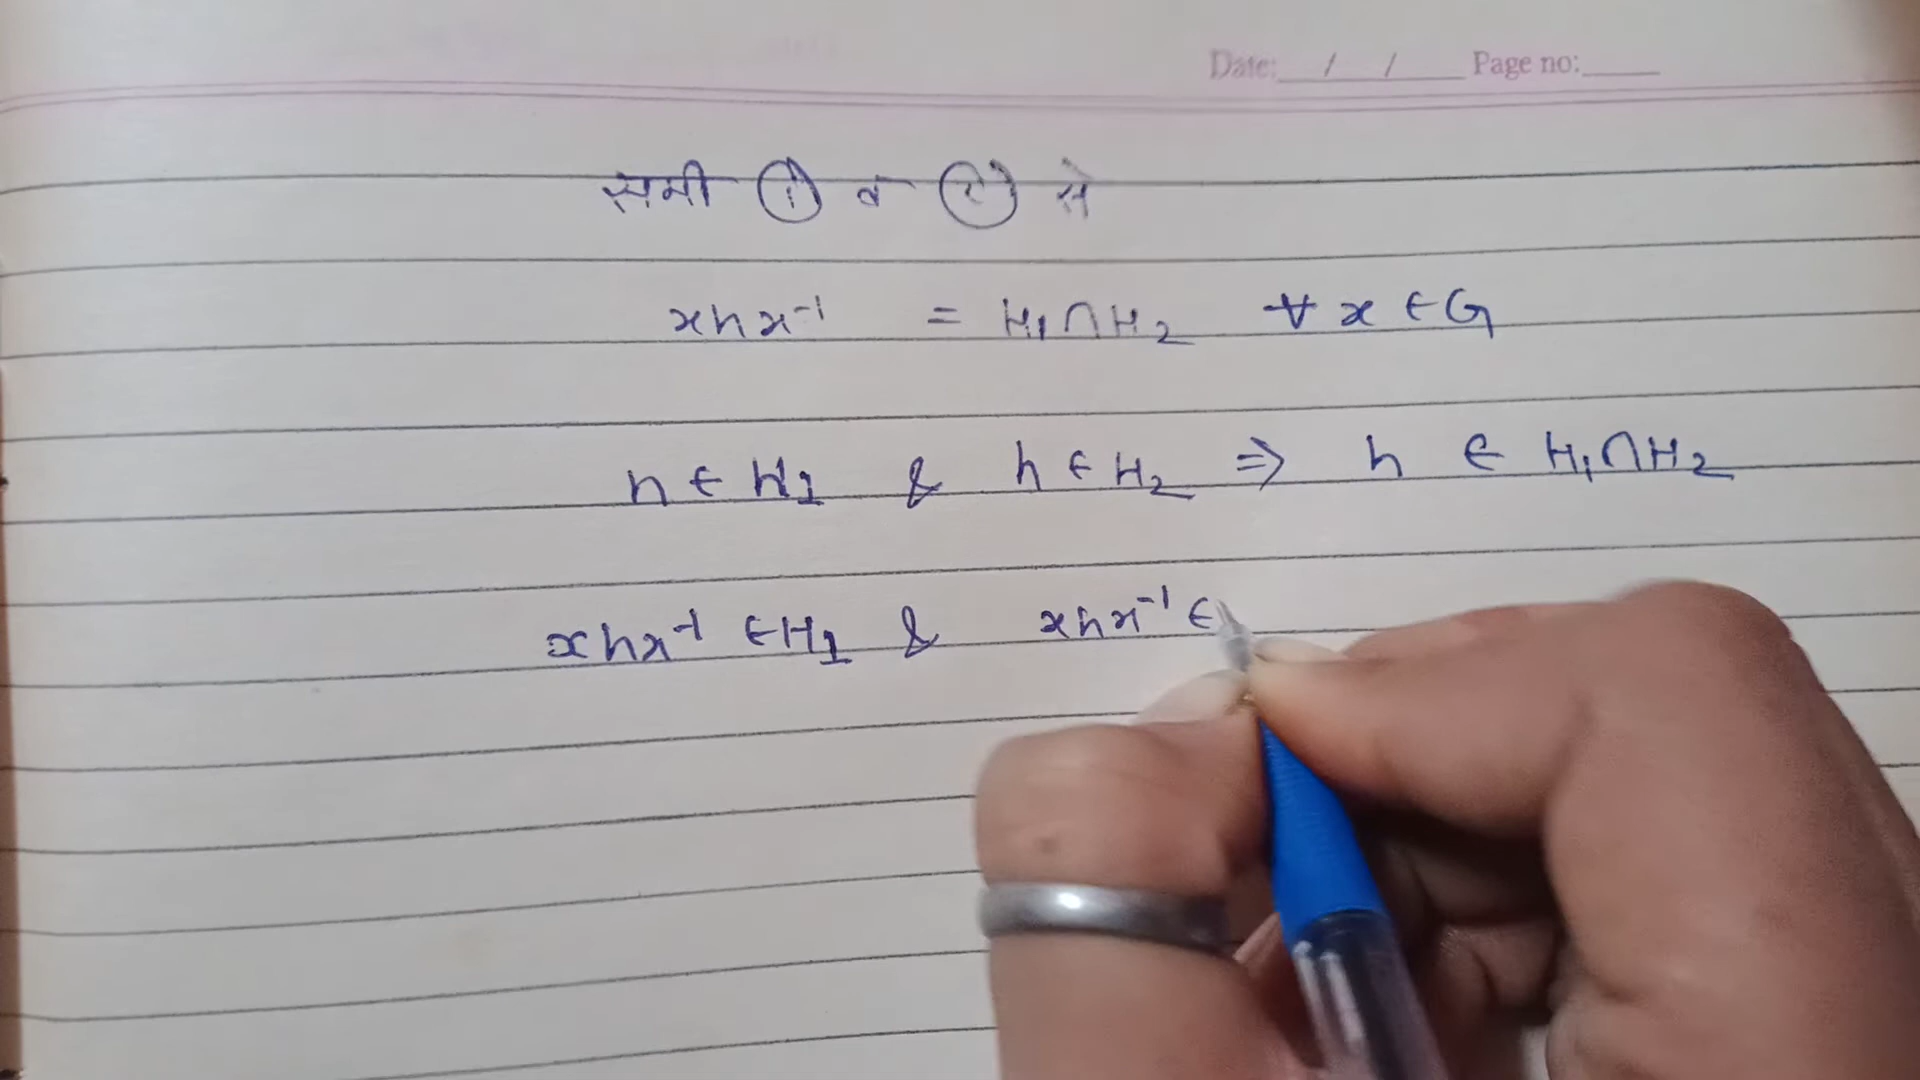 Date: / / Page no:
समी ① व ② से
xhx⁻¹ = H₁∩H₂ ∀ x ∈ G
h ∈ H₁ & h ∈ H₂ ⇒ h ∈ H₁∩H₂
xhx⁻¹ ∈ H₁ & xhx⁻¹ ∈